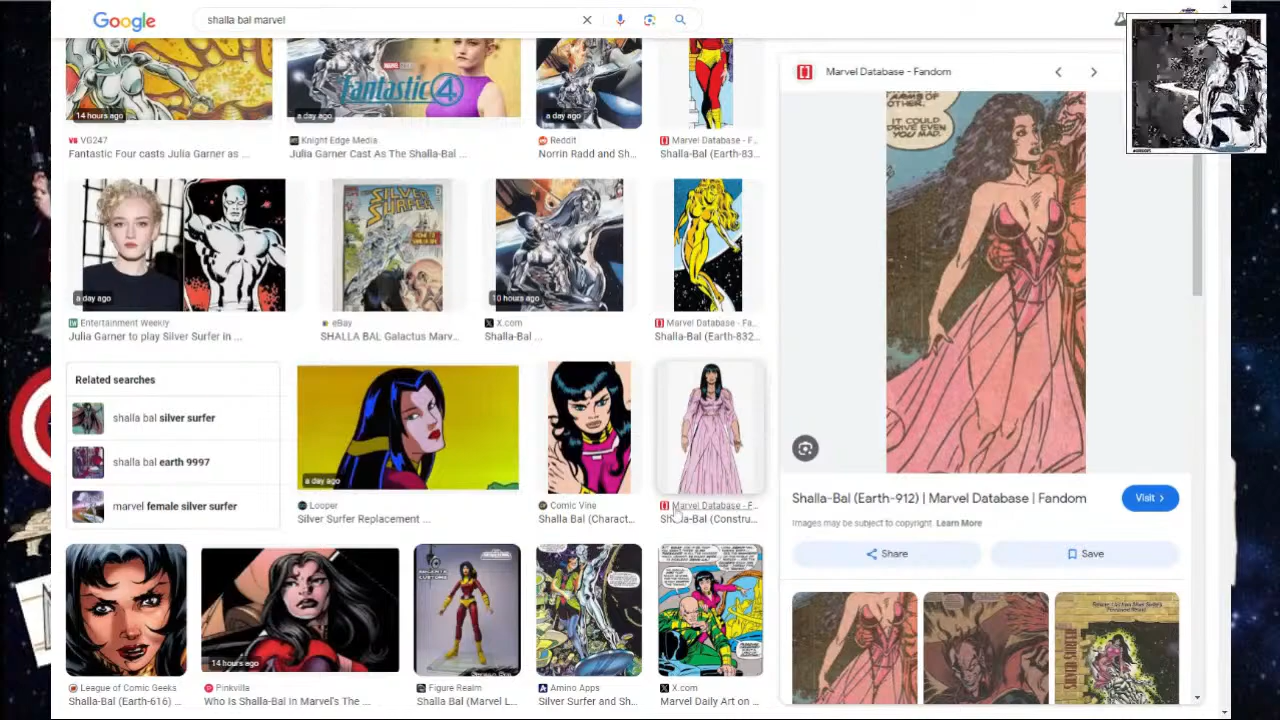 Google
shalla bal marvel
14 hours ago
VG247
Fantastic Four casts Julia Garner as ...
MARVEL
FANTASTIC 4
a day ago
Knight Edge Media
Julia Garner Cast As The Shalla-Bal ...
a day ago
Reddit
Norrin Radd and Sh...
Marvel Database - F
Shalla-Bal (Earth-83...
a day ago
Entertainment Weekly
Julia Garner to play Silver Surfer in ...
SILVER SURFER
eBay
SHALLA BAL Galactus Marv...
10 hours ago
X.com
Shalla-Bal ...
Marvel Database - Fa...
Shalla-Bal (Earth-832...
Related searches
shalla bal silver surfer
shalla bal earth 9997
marvel female silver surfer
a day ago
Looper
Silver Surfer Replacement ...
Comic Vine
Shalla Bal (Charact...
Marvel Database - F...
Shalla-Bal (Constru...
League of Comic Geeks
Shalla-Bal (Earth-616) ...
14 hours ago
Pinkvilla
Who Is Shalla-Bal in Marvel's The ...
Figure Realm
Shalla Bal (Marvel L...
Amino Apps
Silver Surfer and Sh...
X.com
Marvel Daily Art on ...
Marvel Database - Fandom
OTHER.
IT COULD
DRIVE EVEN
YOU MAD.
Shalla-Bal (Earth-912) | Marvel Database | Fandom
Visit
Images may be subject to copyright Learn More
Share
Save